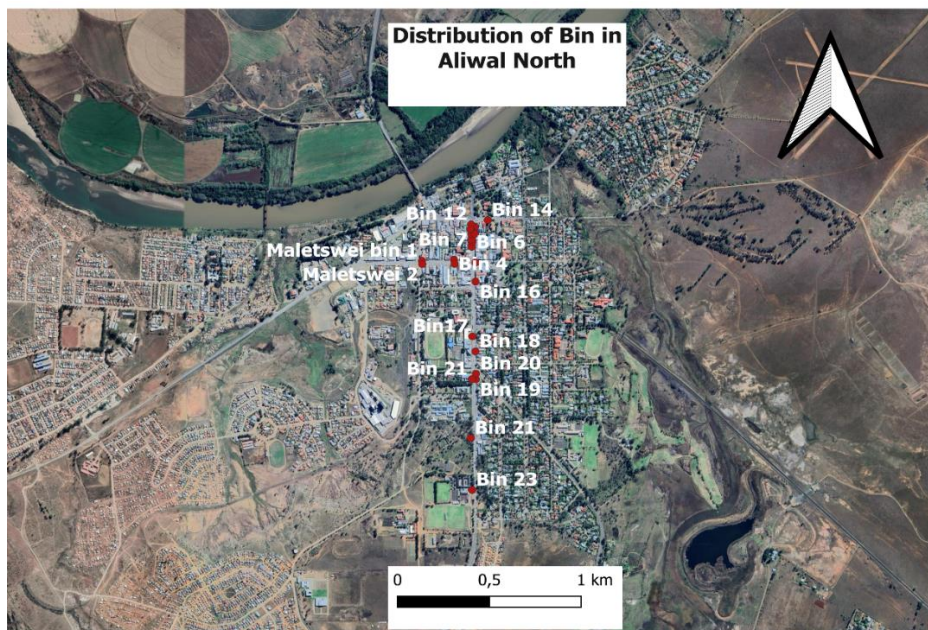 Distribution of Bin in
Aliwal North
Bin 14
Bin 12
Bin 7
Bin 6
Maletswei bin 1
Bin 4
Maletswei 2
Bin 16
Bin17
Bin 18
Bin 20
Bin 21
Bin 19
Bin 21
Bin 23
0 0,5 1 km